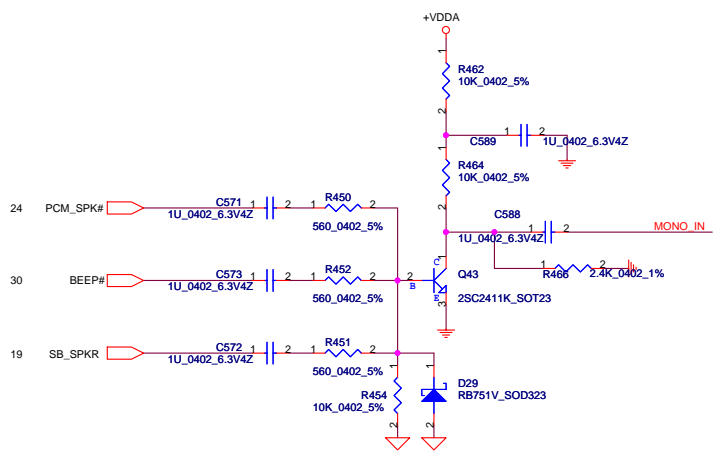 +VDDA
1
R462
10K_0402_5%
2
1 2
C589 1U_0402_6.3V4Z
1
R464
10K_0402_5%
2
24 PCM_SPK# 1 C571 2 1 R450 2
1U_0402_6.3V4Z 560_0402_5%
C588
1 2 MONO_IN
1U_0402_6.3V4Z
1 2
R466 2.4K_0402_1%
30 BEEP# 1 C573 2 1 R452 2
1U_0402_6.3V4Z 560_0402_5%
2 B C 1 E 3
Q43
2SC2411K_SOT23
19 SB_SPKR 1 C572 2 1 R451 2
1U_0402_6.3V4Z 560_0402_5%
1 1
R454
10K_0402_5%
D29
RB751V_SOD323
2 2